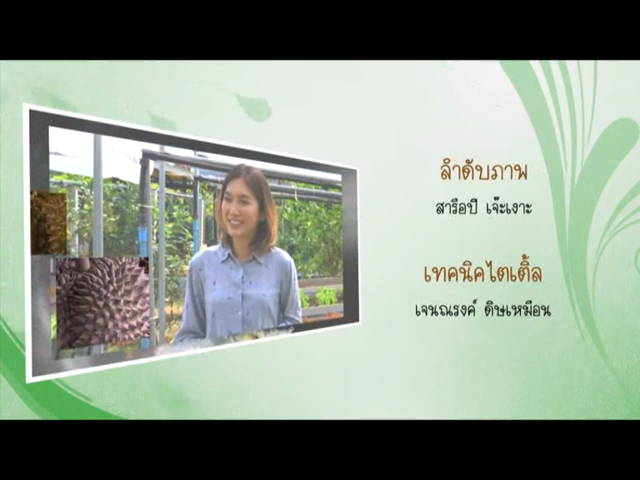 ลำดับภาพ
สารือปี เจ๊ะเงาะ
เทคนิคไตเติ้ล
เจนณรงค์ ดิษเหมือน